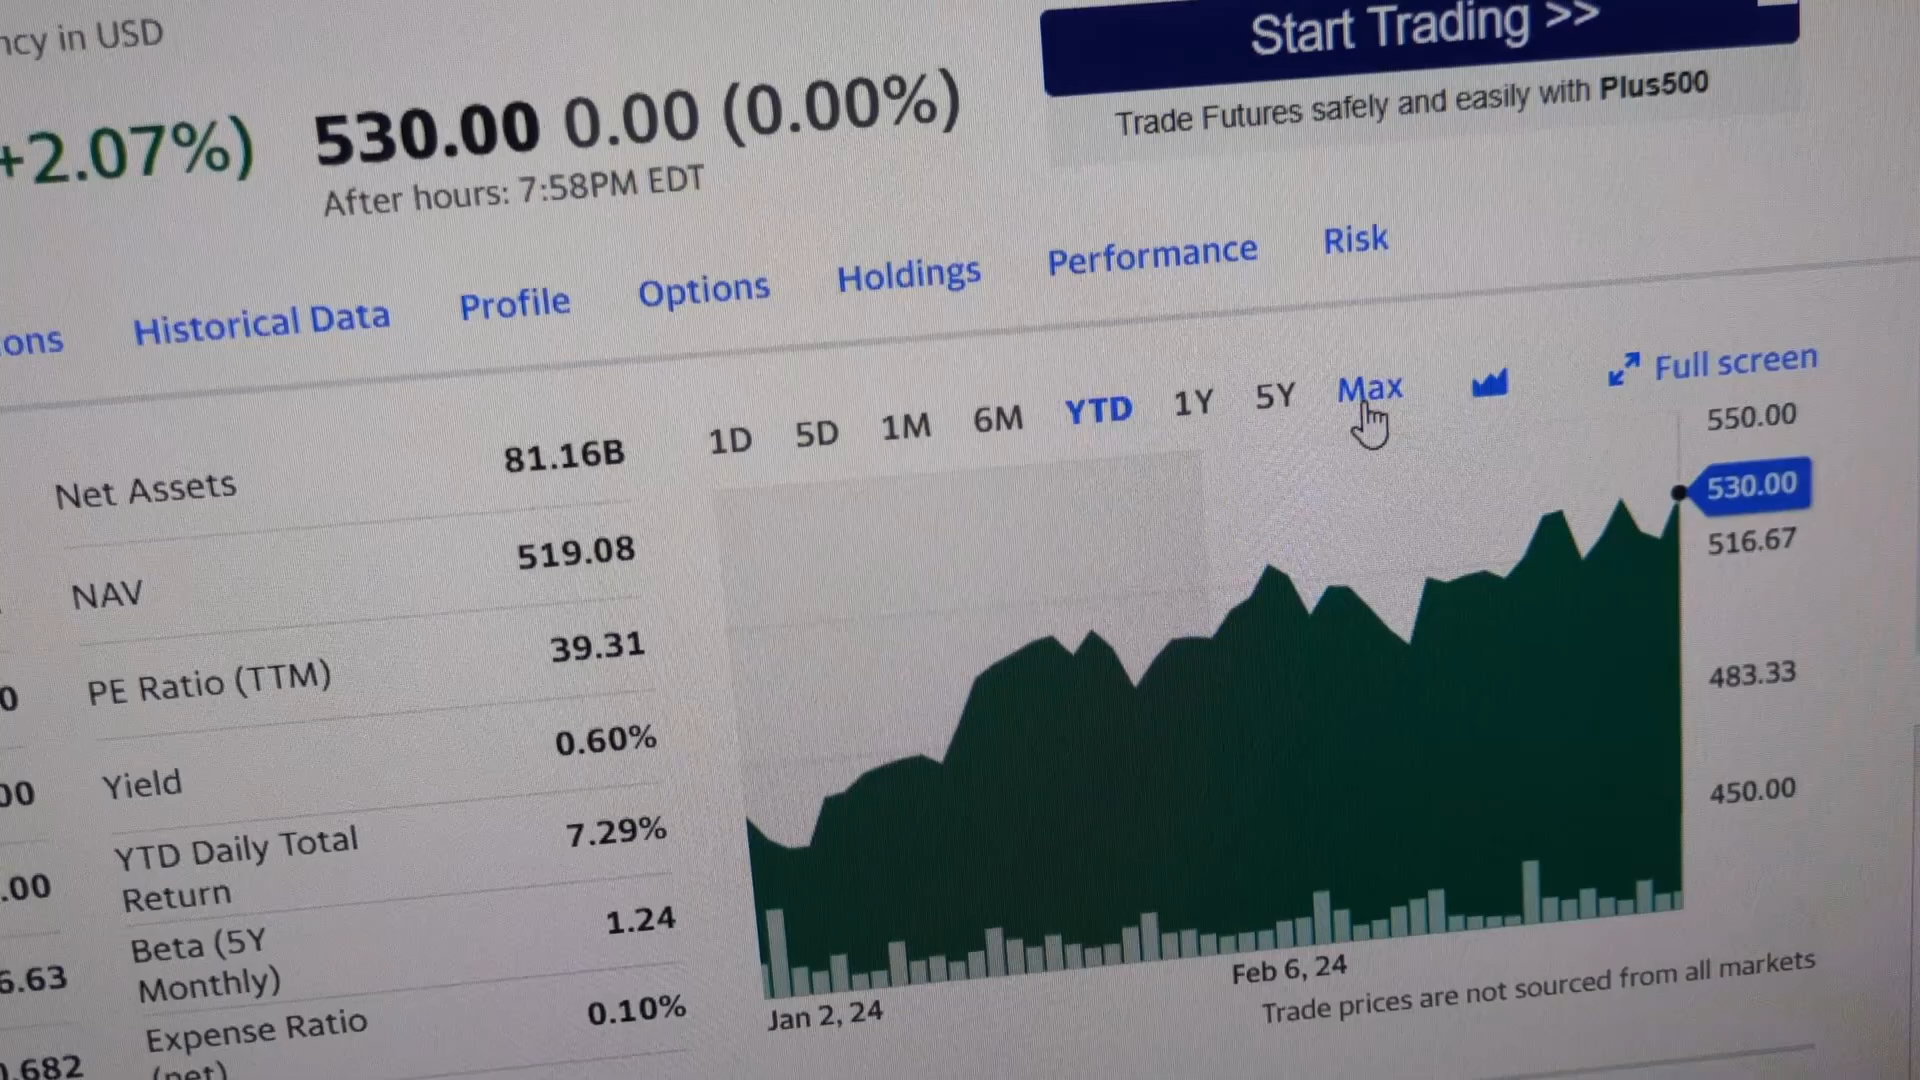 ncy in USD
Start Trading >>
+2.07%) 530.00 0.00 (0.00%)
Trade Futures safely and easily with Plus500
After hours: 7:58PM EDT
ons Historical Data Profile Options Holdings Performance Risk
1D 5D 1M 6M YTD 1Y 5Y Max Full screen
Net Assets 81.16B
NAV 519.08
0 PE Ratio (TTM) 39.31
00 Yield 0.60%
.00 YTD Daily Total
Return 7.29%
6.63 Beta (5Y
Monthly) 1.24
.682 Expense Ratio
(net) 0.10%
550.00
530.00
516.67
483.33
450.00
Jan 2, 24 Feb 6, 24
Trade prices are not sourced from all markets